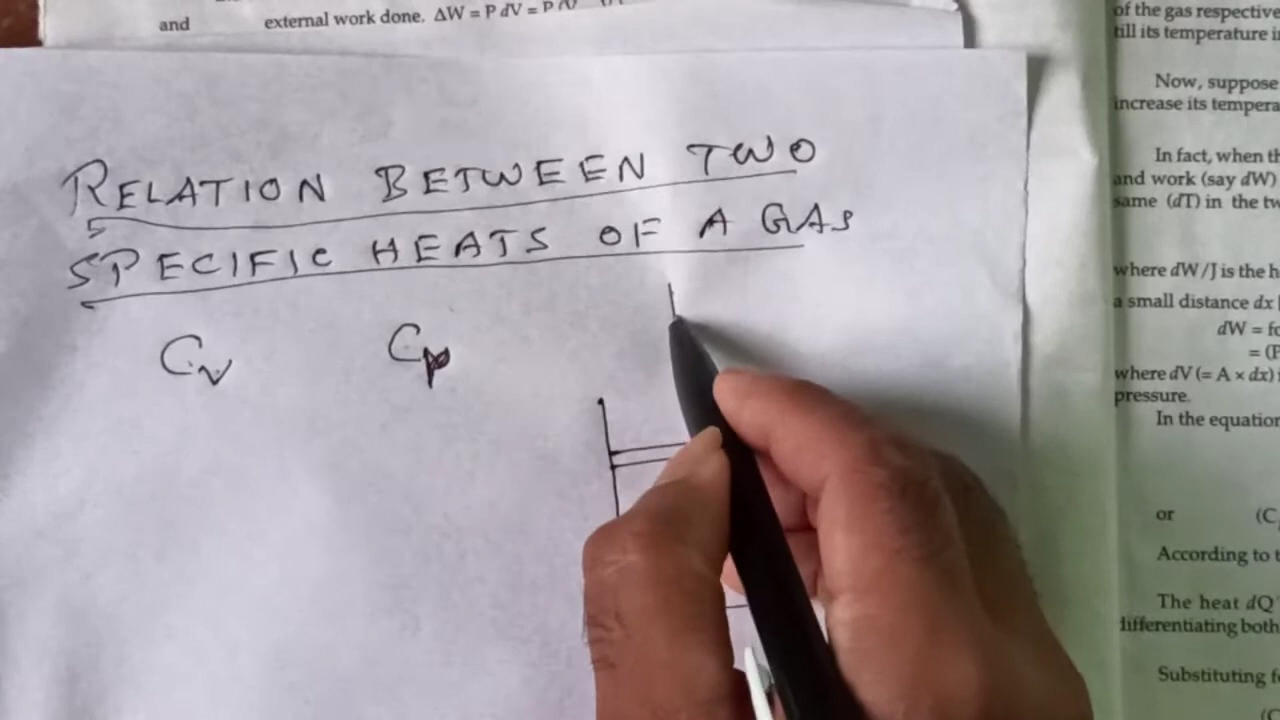 and external work done. ΔW = P dV = P
RELATION BETWEEN TWO
SPECIFIC HEATS OF A GAS
Cv Cp
of the gas respective
till its temperature
Now, suppose
increase its tempera
In fact, when th
and work (say dW)
same (dT) in the tw
where dW/J is the h
a small distance dx
dW = fo
= (P
where dV (= A × dx)
pressure.
In the equation
or (C
According to t
The heat dQ
differentiating both
Substituting f
(C